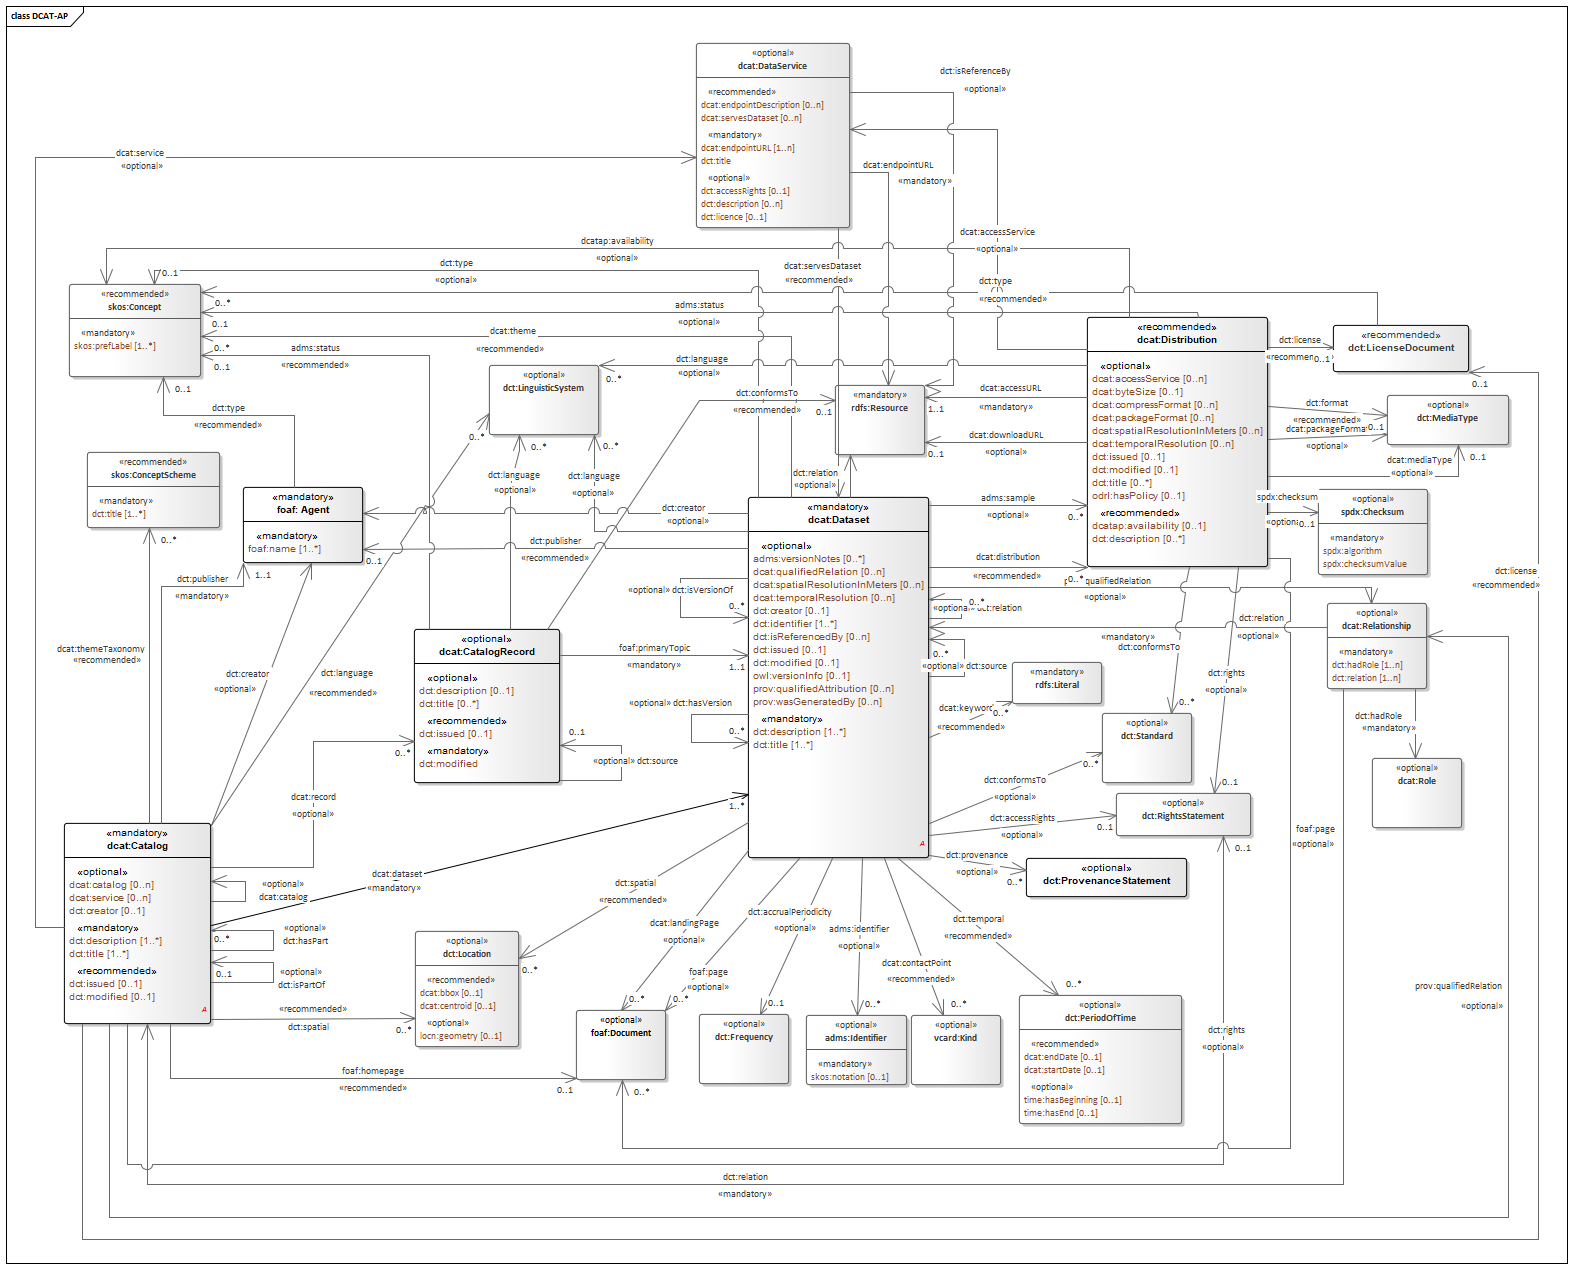 class DCAT-AP
«optional»
dcat:DataService
«recommended»
dcat:endpointDescription [0..n]
dcat:servesDataset [0..n]
«mandatory»
dcat:endpointURL [1..n]
dct:title
«optional»
dct:accessRights [0..1]
dct:description [0..n]
dct:licence [0..1]
dct:isReferenceBy
«optional»
dcat:service
«optional»
dcat:endpointURL
«mandatory»
dcat:accessService
«optional»
dcatap:availability
«optional»
dct:type
«optional»
0..1
dcat:servesDataset
«recommended»
dct:type
«recommended»
0..*
«recommended»
skos:Concept
«mandatory»
skos:prefLabel [1..*]
adms:status
«optional»
0..1
dcat:theme
«recommended»
0..*
adms:status
«recommended»
0..1
0..1
dct:type
«recommended»
dct:language
«optional»
0..*
«optional»
dct:LinguisticSystem
0..*
0..*
0..*
dct:conformsTo
«recommended»
0..1
«mandatory»
rdfs:Resource
dcat:accessURL
«mandatory»
1..1
dcat:downloadURL
«optional»
0..1
«recommended»
dcat:Distribution
«optional»
dcat:accessService [0..n]
dcat:byteSize [0..1]
dcat:compressFormat [0..n]
dcat:packageFormat [0..n]
dcat:spatialResolutionInMeters [0..n]
dcat:temporalResolution [0..n]
dct:issued [0..1]
dct:modified [0..1]
dct:title [0..*]
odrl:hasPolicy [0..1]
«recommended»
dcatap:availability [0..1]
dct:description [0..*]
dct:license
0..1
«recommended»
dct:LicenseDocument
0..1
dct:format
«recommended»
0..1
«optional»
dct:MediaType
dcat:mediaType
«optional»
0..1
spdx:checksum
0..1
«optional»
spdx:Checksum
«mandatory»
spdx:algorithm
spdx:checksumValue
dct:license
«recommended»
«recommended»
skos:ConceptScheme
«mandatory»
dct:title [1..*]
0..*
«mandatory»
foaf: Agent
foaf:name [1..*]
0..1
1..1
dct:language
«optional»
dct:language
«optional»
dct:relation
«optional»
dct:creator
«optional»
dct:publisher
«recommended»
dct:publisher
«mandatory»
«mandatory»
dcat:Dataset
«optional»
adms:versionNotes [0..*]
dcat:qualifiedRelation [0..n]
dcat:spatialResolutionInMeters [0..n]
dcat:temporalResolution [0..n]
dct:creator [0..1]
dct:identifier [1..*]
dct:isReferencedBy [0..n]
dct:issued [0..1]
dct:modified [0..1]
owl:versionInfo [0..1]
prov:qualifiedAttribution [0..n]
prov:wasGeneratedBy [0..n]
«mandatory»
dct:description [1..*]
dct:title [1..*]
A
adms:sample
«optional»
0..*
dcat:distribution
«recommended»
0..*
qualifiedRelation
«optional»
«optional» dct:isVersionOf
0..*
0..*
dct:relation
0..*
«optional» dct:source
dct:relation
«optional»
«optional»
dcat:Relationship
«mandatory»
dct:hadRole [1..n]
dct:relation [1..n]
«mandatory»
dct:conformsTo
0..*
dct:rights
«optional»
0..1
dct:hadRole
«mandatory»
«optional»
dcat:Role
«mandatory»
rdfs:Literal
dcat:keyword
«recommended»
0..*
«optional»
dct:Standard
dct:conformsTo
«optional»
0..*
dct:accessRights
«optional»
0..1
«optional»
dct:RightsStatement
0..1
dct:provenance
«optional»
0..*
«optional»
dct:ProvenanceStatement
foaf:page
«optional»
«optional»
dcat:CatalogRecord
«optional»
dct:description [0..1]
dct:title [0..*]
«recommended»
dct:issued [0..1]
«mandatory»
dct:modified
foaf:primaryTopic
«mandatory»
1..1
«optional» dct:hasVersion
0..*
0..1
«optional» dct:source
dcat:themeTaxonomy
«recommended»
dct:creator
«optional»
dct:language
«recommended»
0..*
dcat:record
«optional»
1..*
dcat:dataset
«mandatory»
«mandatory»
dcat:Catalog
«optional»
dcat:catalog [0..n]
dcat:service [0..n]
dct:creator [0..1]
«mandatory»
dct:description [1..*]
dct:title [1..*]
«recommended»
dct:issued [0..1]
dct:modified [0..1]
A
«optional»
dcat:catalog
0..*
«optional»
dct:hasPart
0..1
«optional»
dct:isPartOf
«recommended»
dct:spatial
0..*
«optional»
dct:Location
«recommended»
dcat:bbox [0..1]
dcat:centroid [0..1]
«optional»
locn:geometry [0..1]
dct:spatial
«recommended»
0..*
dcat:landingPage
«optional»
0..*
foaf:page
«optional»
0..*
dct:accrualPeriodicity
«optional»
0..1
adms:identifier
«optional»
0..*
dcat:contactPoint
«recommended»
0..*
dct:temporal
«recommended»
0..*
«optional»
foaf:Document
«optional»
dct:Frequency
«optional»
adms:Identifier
«mandatory»
skos:notation [0..1]
«optional»
vcard:Kind
«optional»
dct:PeriodOfTime
«recommended»
dcat:endDate [0..1]
dcat:startDate [0..1]
«optional»
time:hasBeginning [0..1]
time:hasEnd [0..1]
foaf:homepage
«recommended»
0..1
0..*
dct:rights
«optional»
prov:qualifiedRelation
«optional»
dct:relation
«mandatory»